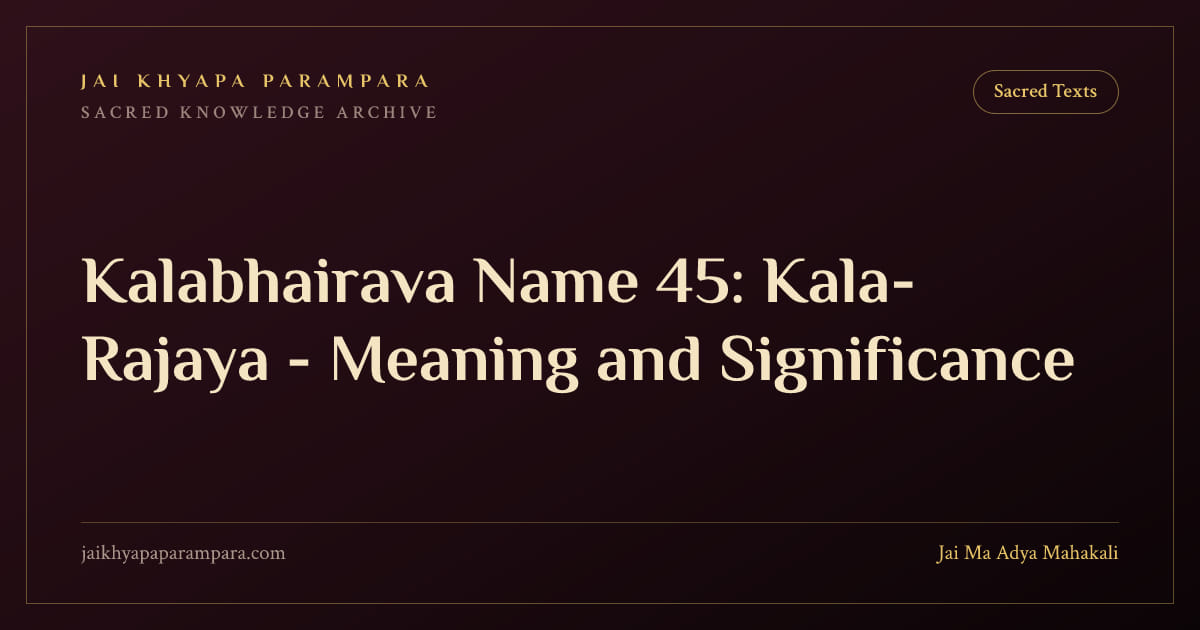 JAI KHYAPA PARAMPARA
SACRED KNOWLEDGE ARCHIVE
Sacred Texts
Kalabhairava Name 45: Kala-
Rajaya - Meaning and Significance
jaikhyapaparampara.com
Jai Ma Adya Mahakali